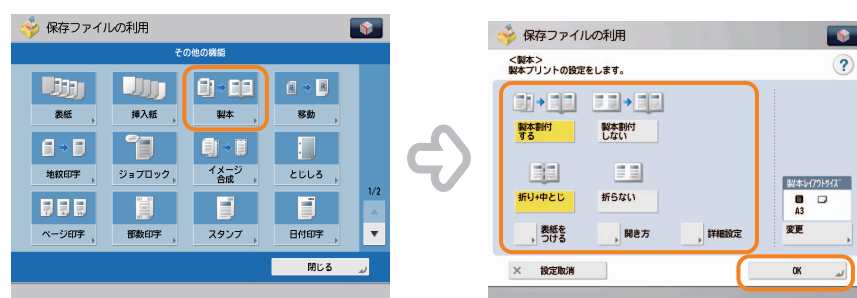 保存ファイルの利用
その他の機能
表紙
挿入紙
製本
移動
地紋印字
ジョブロック
イメージ
合成
とじしろ
1/2
ページ印字
部数印字
スタンプ
日付印字
閉じる
保存ファイルの利用
<製本>
製本プリントの設定をします。
?
製本割付
する
製本割付
しない
折り+中とじ
折らない
製本レイアウトサイズ
A3
変更
表紙を
つける
開き方
詳細設定
設定取消
OK